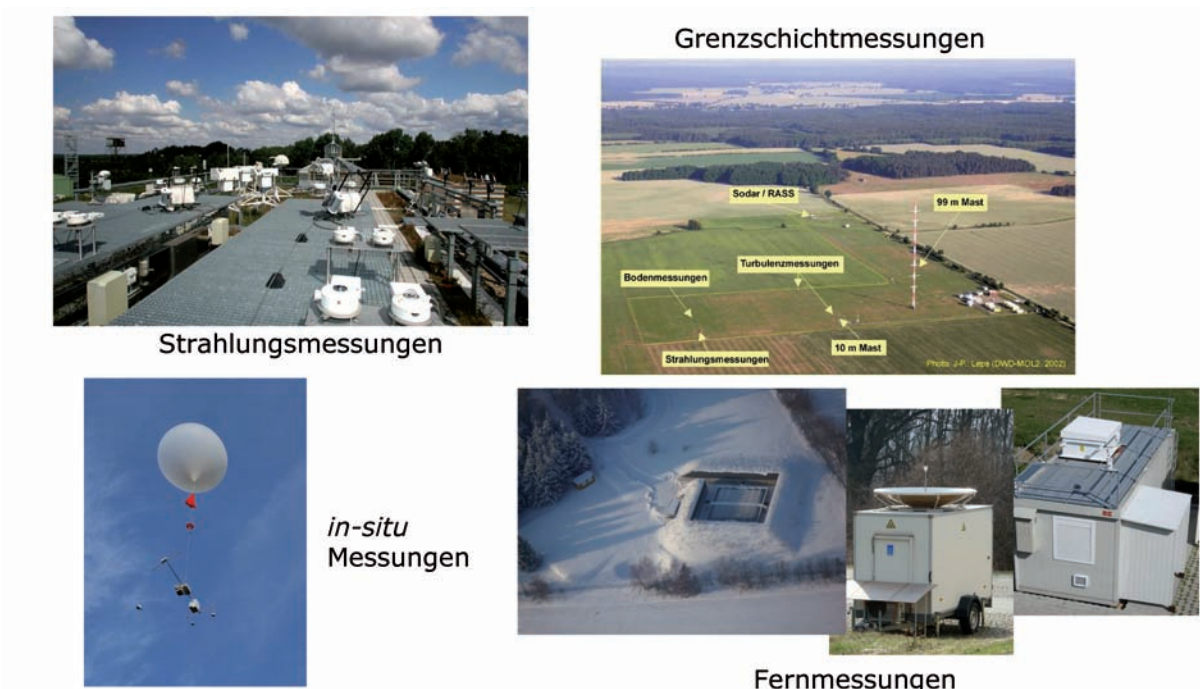 Grenzschichtmessungen
Sodar / RASS
99 m Mast
Bodenmessungen
Turbulenzmessungen
Strahlungsmessungen
10 m Mast
Photo: J-P. Leps (DWD-MOL2, 2002)
Strahlungsmessungen
in-situ
Messungen
Fernmessungen